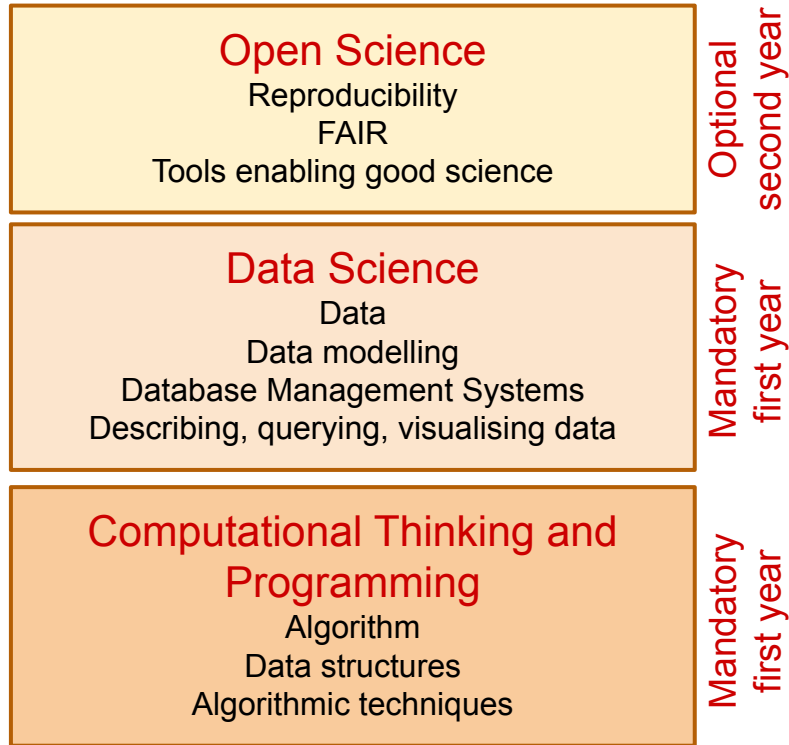 Open Science
Reproducibility
FAIR
Tools enabling good science
Optional
second year
Data Science
Data
Data modelling
Database Management Systems
Describing, querying, visualising data
Mandatory
first year
Computational Thinking and
Programming
Algorithm
Data structures
Algorithmic techniques
Mandatory
first year